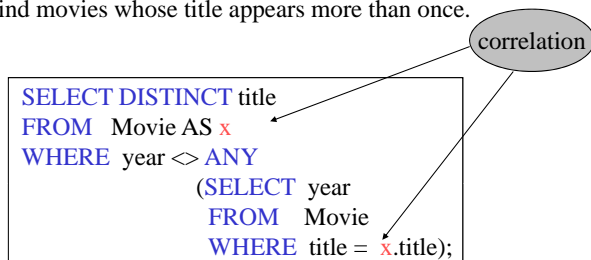 ind movies whose title appears more than once.
correlation
SELECT DISTINCT title
FROM Movie AS x
WHERE year <> ANY
(SELECT year
FROM Movie
WHERE title = x.title);